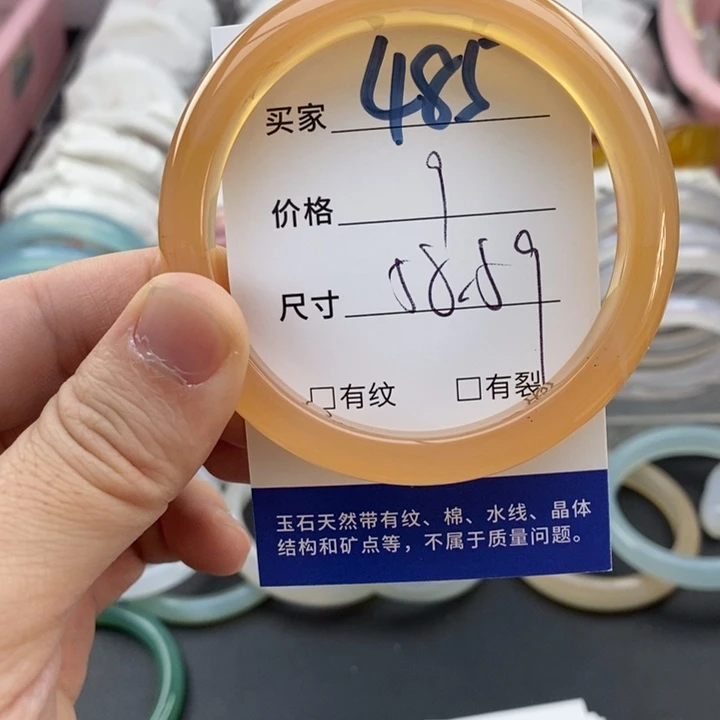 买家 485
价格 9
尺寸 58.59
□有纹 □有裂
玉石天然带有纹、棉、水线、晶体
结构和矿点等，不属于质量问题。